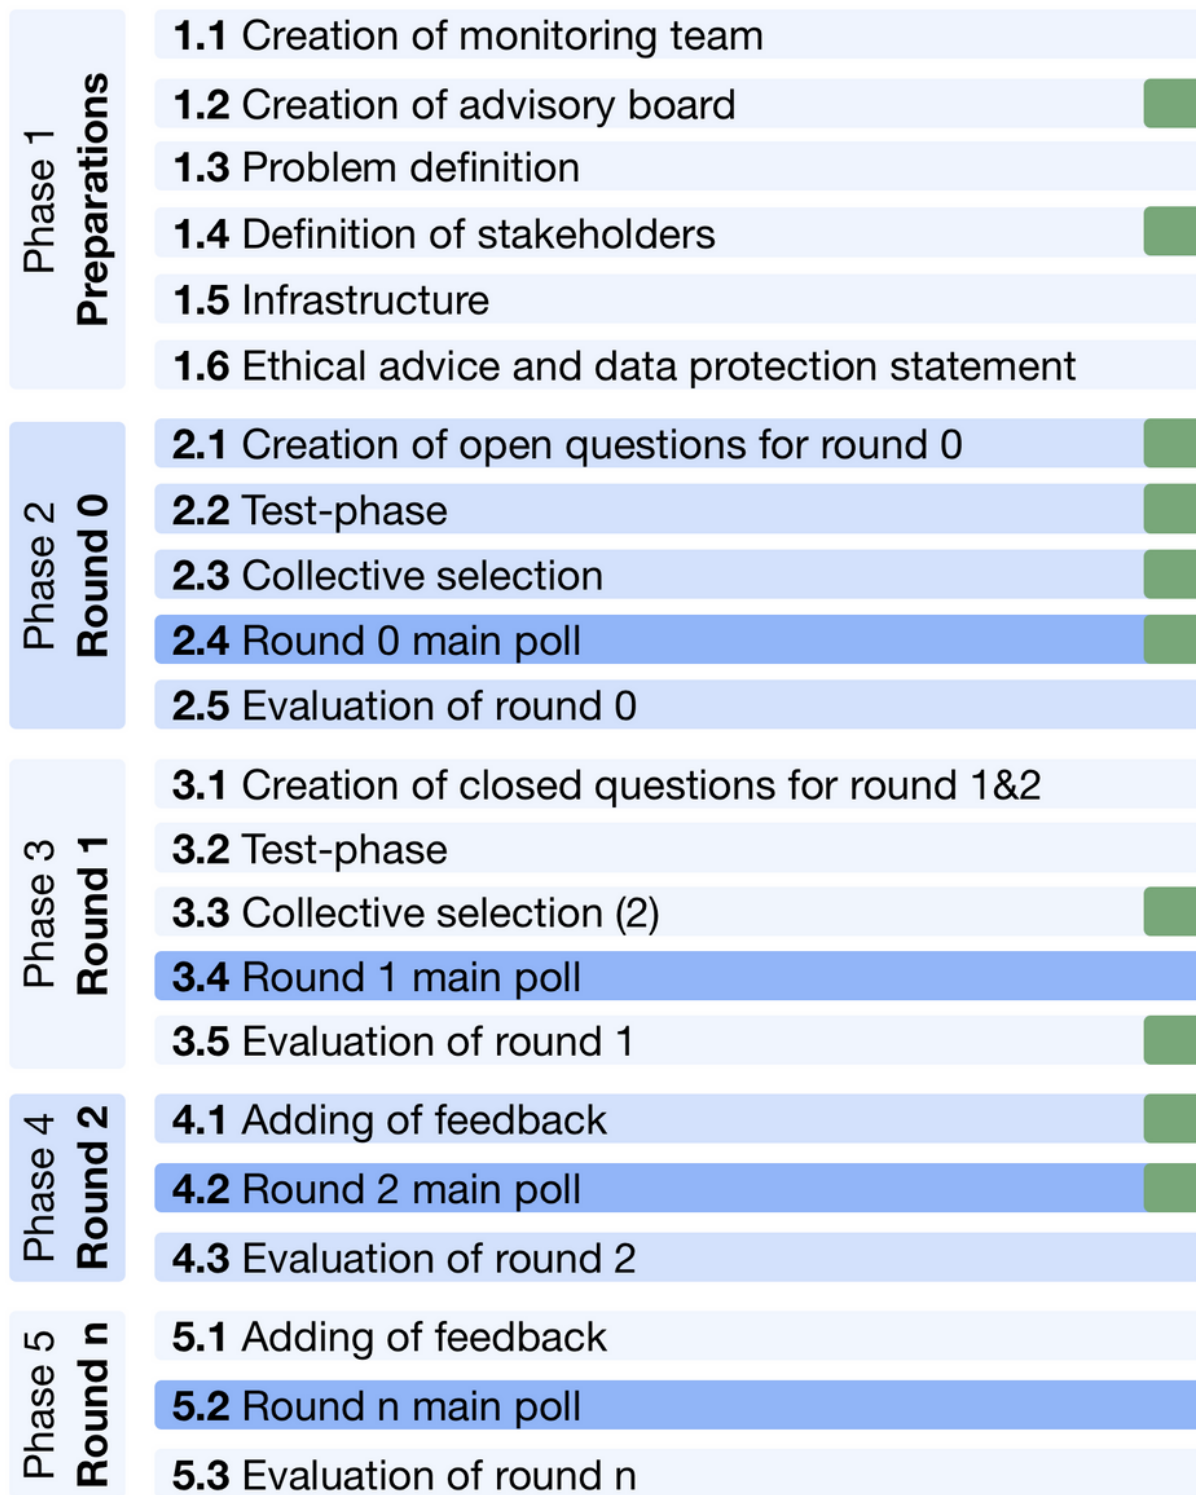 Phase 1
Preparations
1.1 Creation of monitoring team
1.2 Creation of advisory board
1.3 Problem definition
1.4 Definition of stakeholders
1.5 Infrastructure
1.6 Ethical advice and data protection statement
Phase 2
Round 0
2.1 Creation of open questions for round 0
2.2 Test-phase
2.3 Collective selection
2.4 Round 0 main poll
2.5 Evaluation of round 0
Phase 3
Round 1
3.1 Creation of closed questions for round 1&2
3.2 Test-phase
3.3 Collective selection (2)
3.4 Round 1 main poll
3.5 Evaluation of round 1
Phase 4
Round 2
4.1 Adding of feedback
4.2 Round 2 main poll
4.3 Evaluation of round 2
Phase 5
Round n
5.1 Adding of feedback
5.2 Round n main poll
5.3 Evaluation of round n